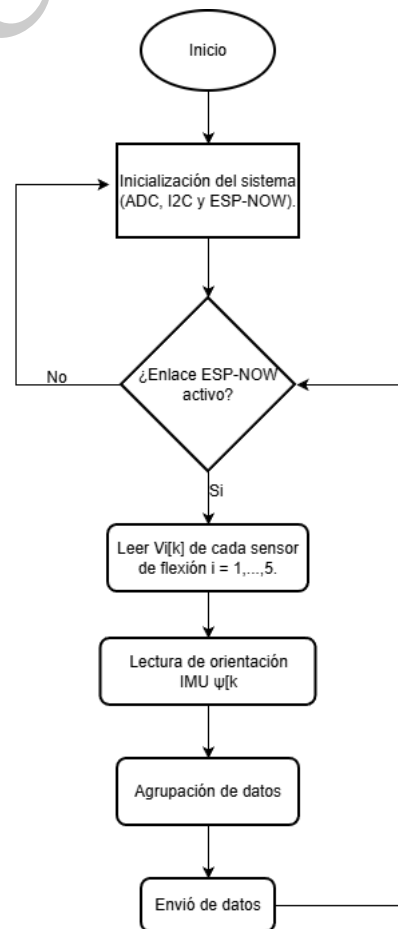 Inicio
Inicialización del sistema
(ADC, I2C y ESP-NOW).
¿Enlace ESP-NOW
activo?
No
Si
Leer Vi[k] de cada sensor
de flexión i = 1,...,5.
Lectura de orientación
IMU ψ[k
Agrupación de datos
Envió de datos